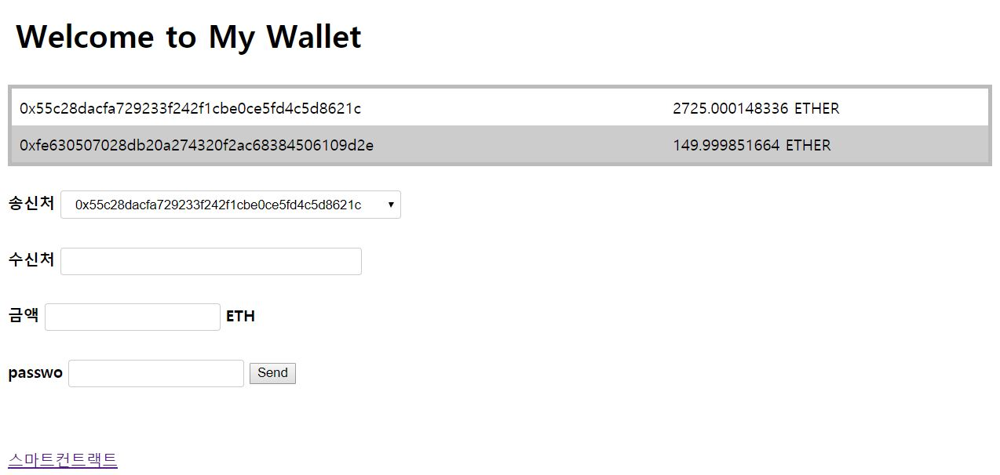 Welcome to My Wallet
0x55c28dacfa729233f242f1cbe0ce5fd4c5d8621c 2725.000148336 ETHER
0xfe630507028db20a274320f2ac68384506109d2e 149.999851664 ETHER
송신처 0x55c28dacfa729233f242f1cbe0ce5fd4c5d8621c
수신처
금액 ETH
passwo Send
스마트컨트랙트